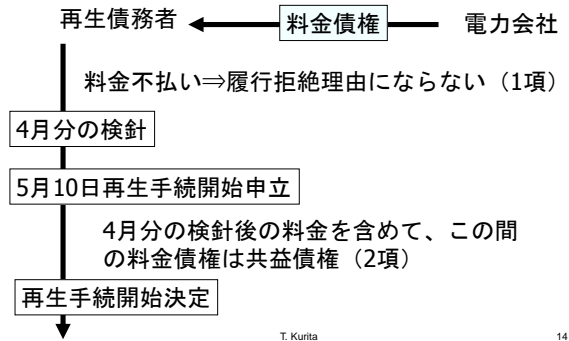 再生債務者
料金債権
電力会社
料金不払い⇒履行拒絶理由にならない（1項）
4月分の検針
5月10日再生手続開始申立
4月分の検針後の料金を含めて、この間
の料金債権は共益債権（2項）
再生手続開始決定
T. Kurita
14